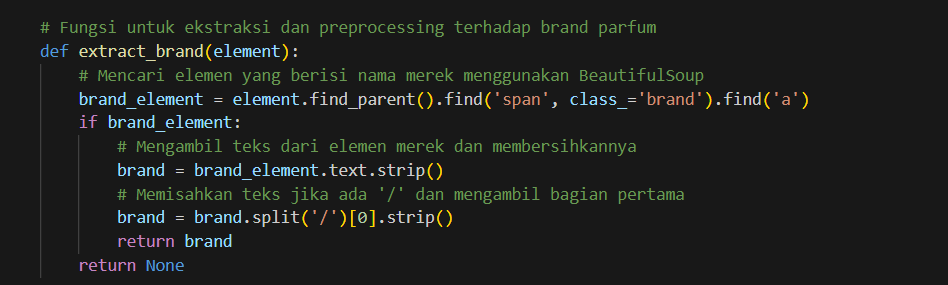 # Fungsi untuk ekstraksi dan preprocessing terhadap brand parfum
def extract_brand(element):
    # Mencari elemen yang berisi nama merek menggunakan BeautifulSoup
    brand_element = element.find_parent().find('span', class_='brand').find('a')
    if brand_element:
        # Mengambil teks dari elemen merek dan membersihkannya
        brand = brand_element.text.strip()
        # Memisahkan teks jika ada '/' dan mengambil bagian pertama
        brand = brand.split('/')[0].strip()
        return brand
    return None